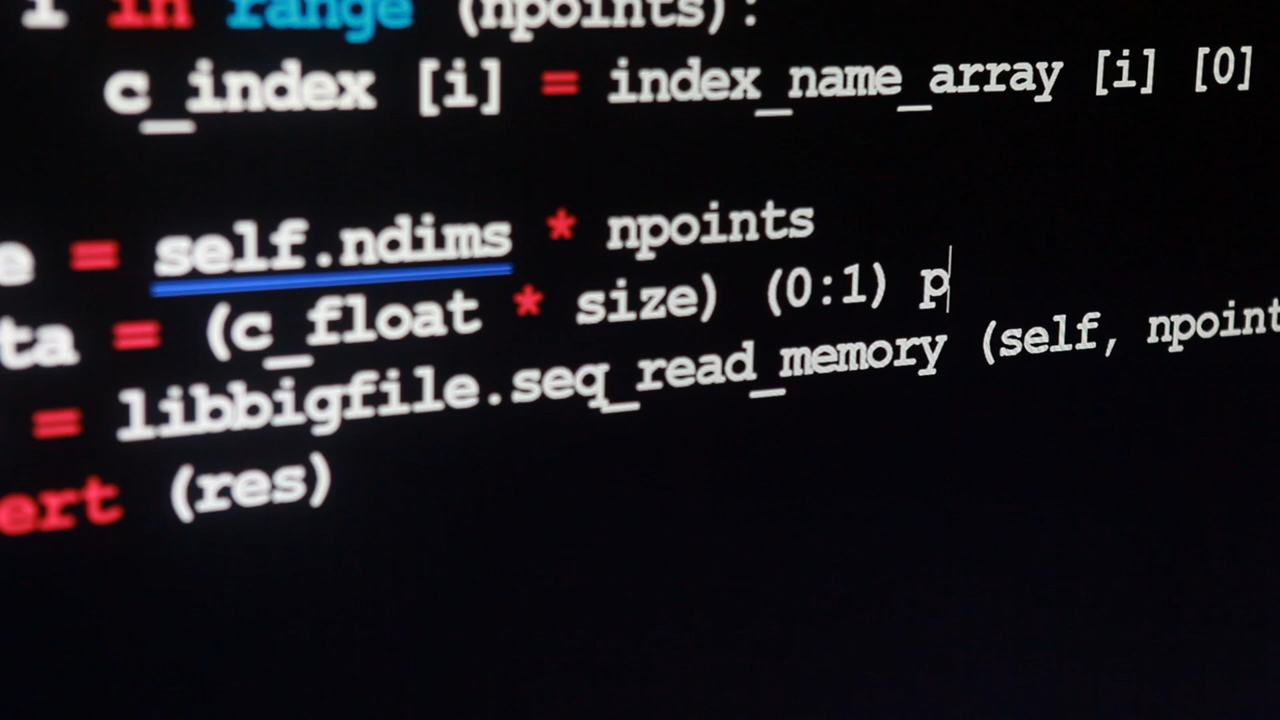 i in range (npoints):
c_index [i] = index_name_array [i] [0]
e = self.ndims * npoints
ta = (c_float * size) (0:1) p
= libbigfile.seq_read_memory (self, npoint
ert (res)